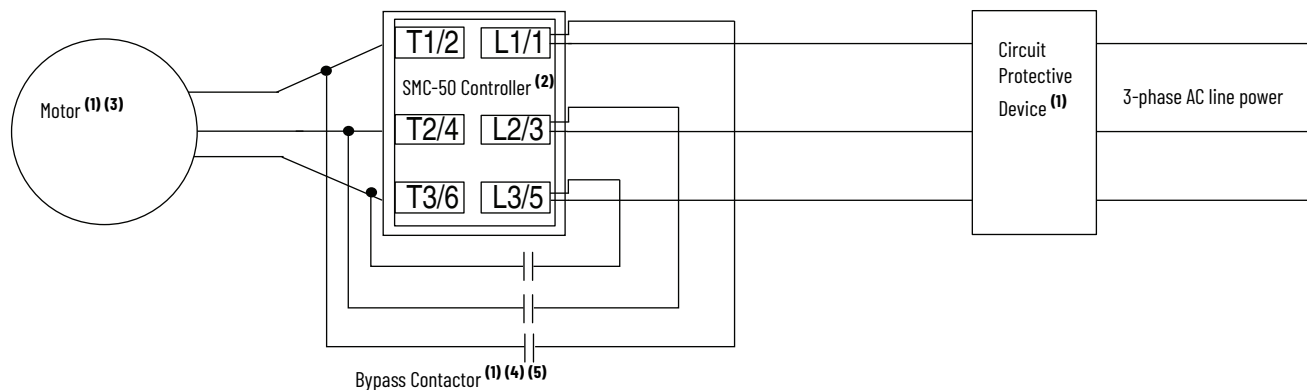 T1/2 L1/1
Motor (1) (3)
SMC-50 Controller (2)
T2/4 L2/3
T3/6 L3/5
Bypass Contactor (1) (4) (5)
Circuit
Protective
Device (1)
3-phase AC line power